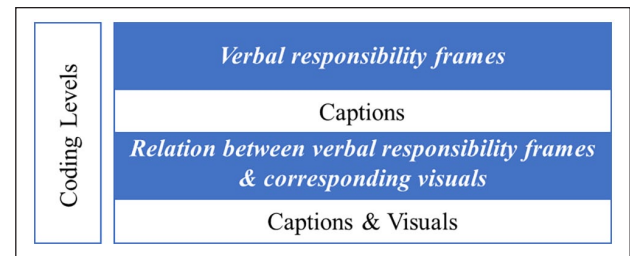 Coding Levels
Verbal responsibility frames
Captions
Relation between verbal responsibility frames
& corresponding visuals
Captions & Visuals